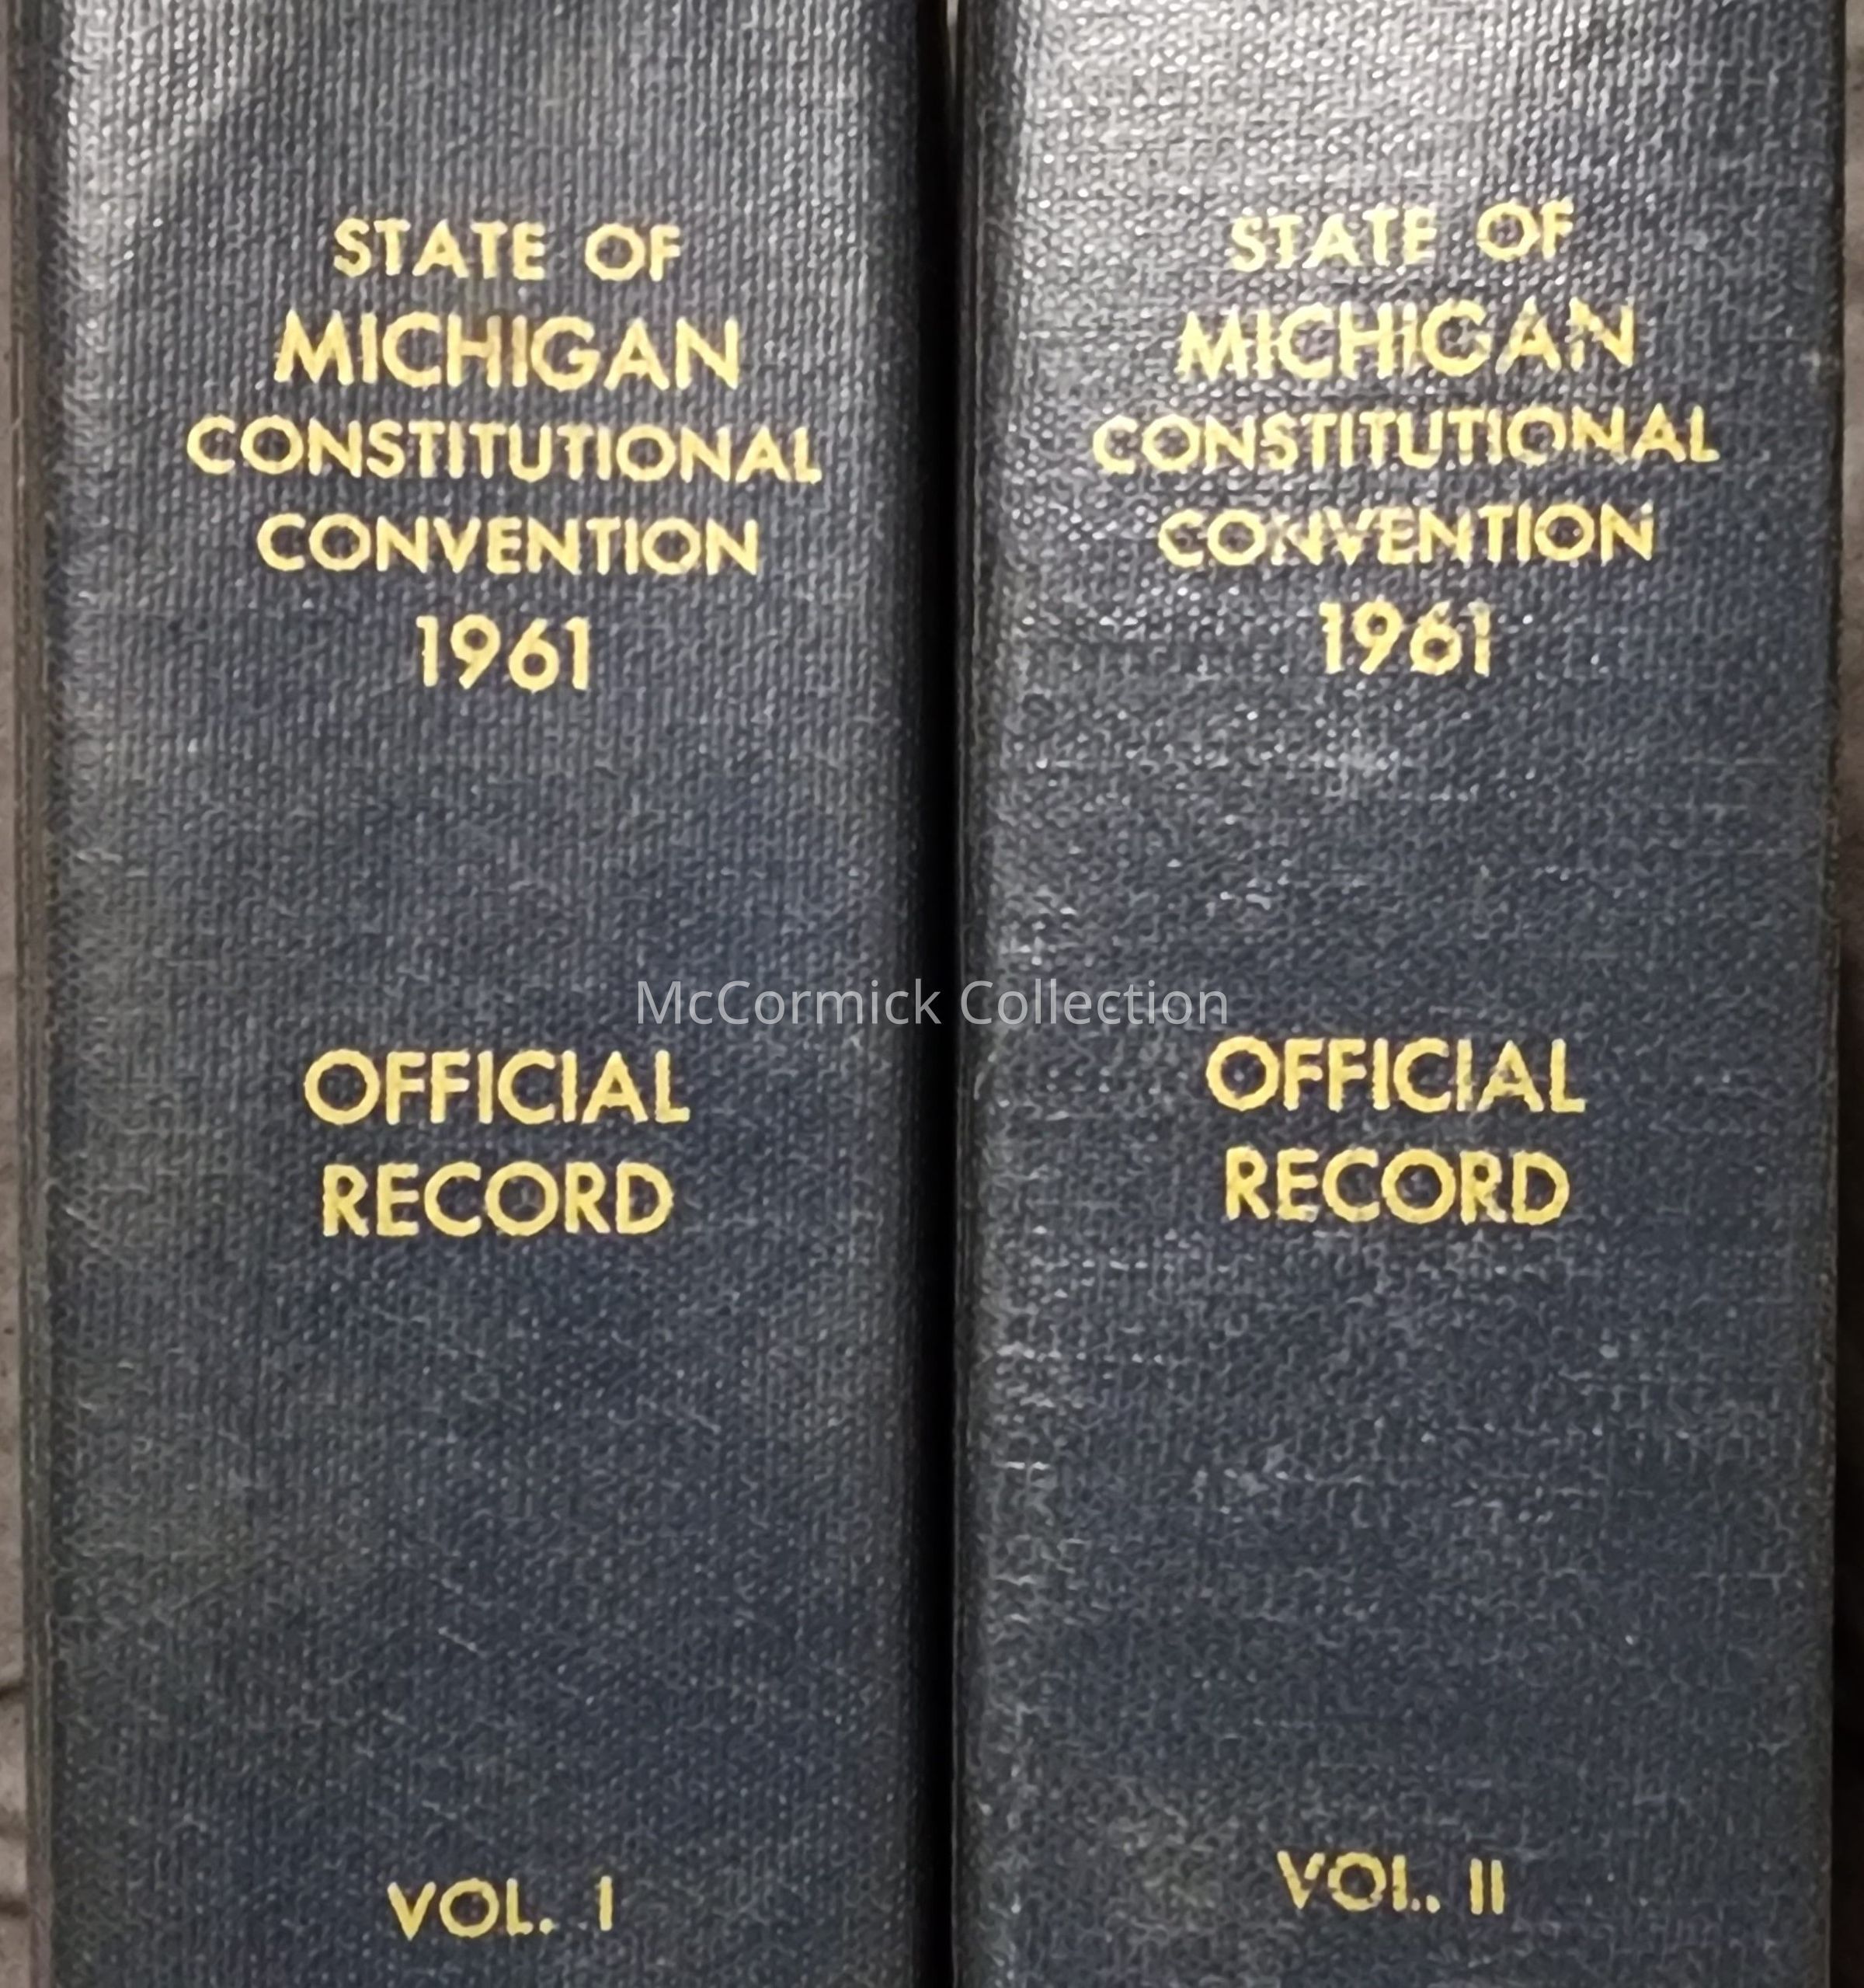 STATE OF
MICHIGAN
CONSTITUTIONAL
CONVENTION
1961
OFFICIAL
RECORD
VOL. I
STATE OF
MICHIGAN
CONSTITUTIONAL
CONVENTION
1961
OFFICIAL
RECORD
VOL. II
McCormick Collection